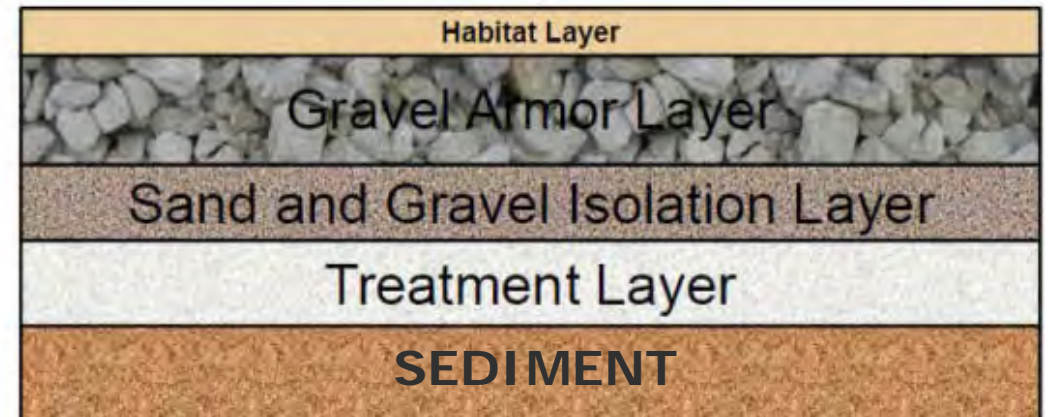 Habitat Layer
Gravel Armor Layer
Sand and Gravel Isolation Layer
Treatment Layer
SEDIMENT